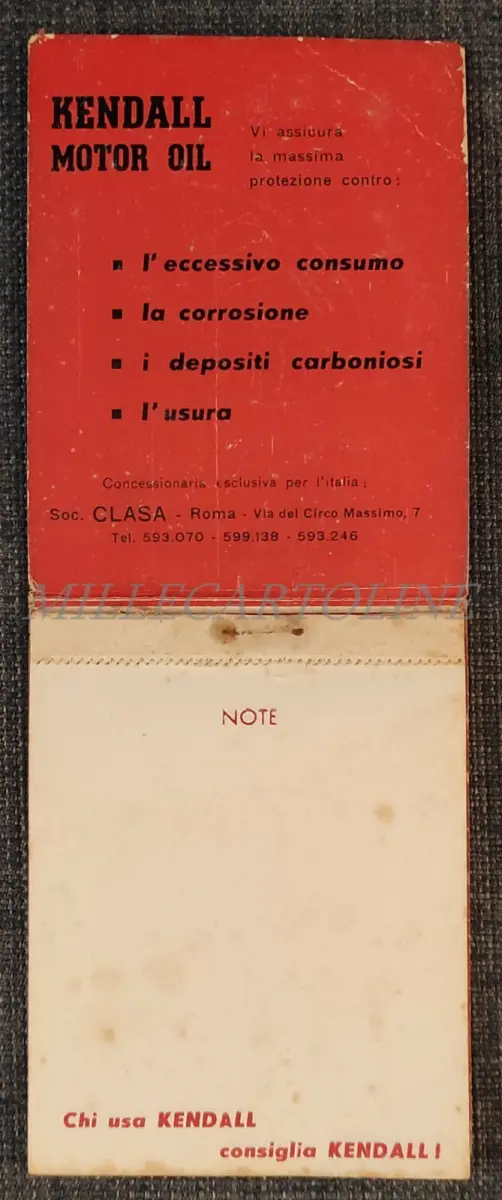 KENDALL
MOTOR OIL
Vi assicura
la massima
protezione contro:
▪ l'eccessivo consumo
▪ la corrosione
▪ i depositi carboniosi
▪ l'usura
Concessionaria esclusiva per l'Italia:
Soc. CLASA - Roma - Via del Circo Massimo, 7
Tel. 593.070 - 599.138 - 593.246
MILLECARTOLINE
NOTE
Chi usa KENDALL
consiglia KENDALL!